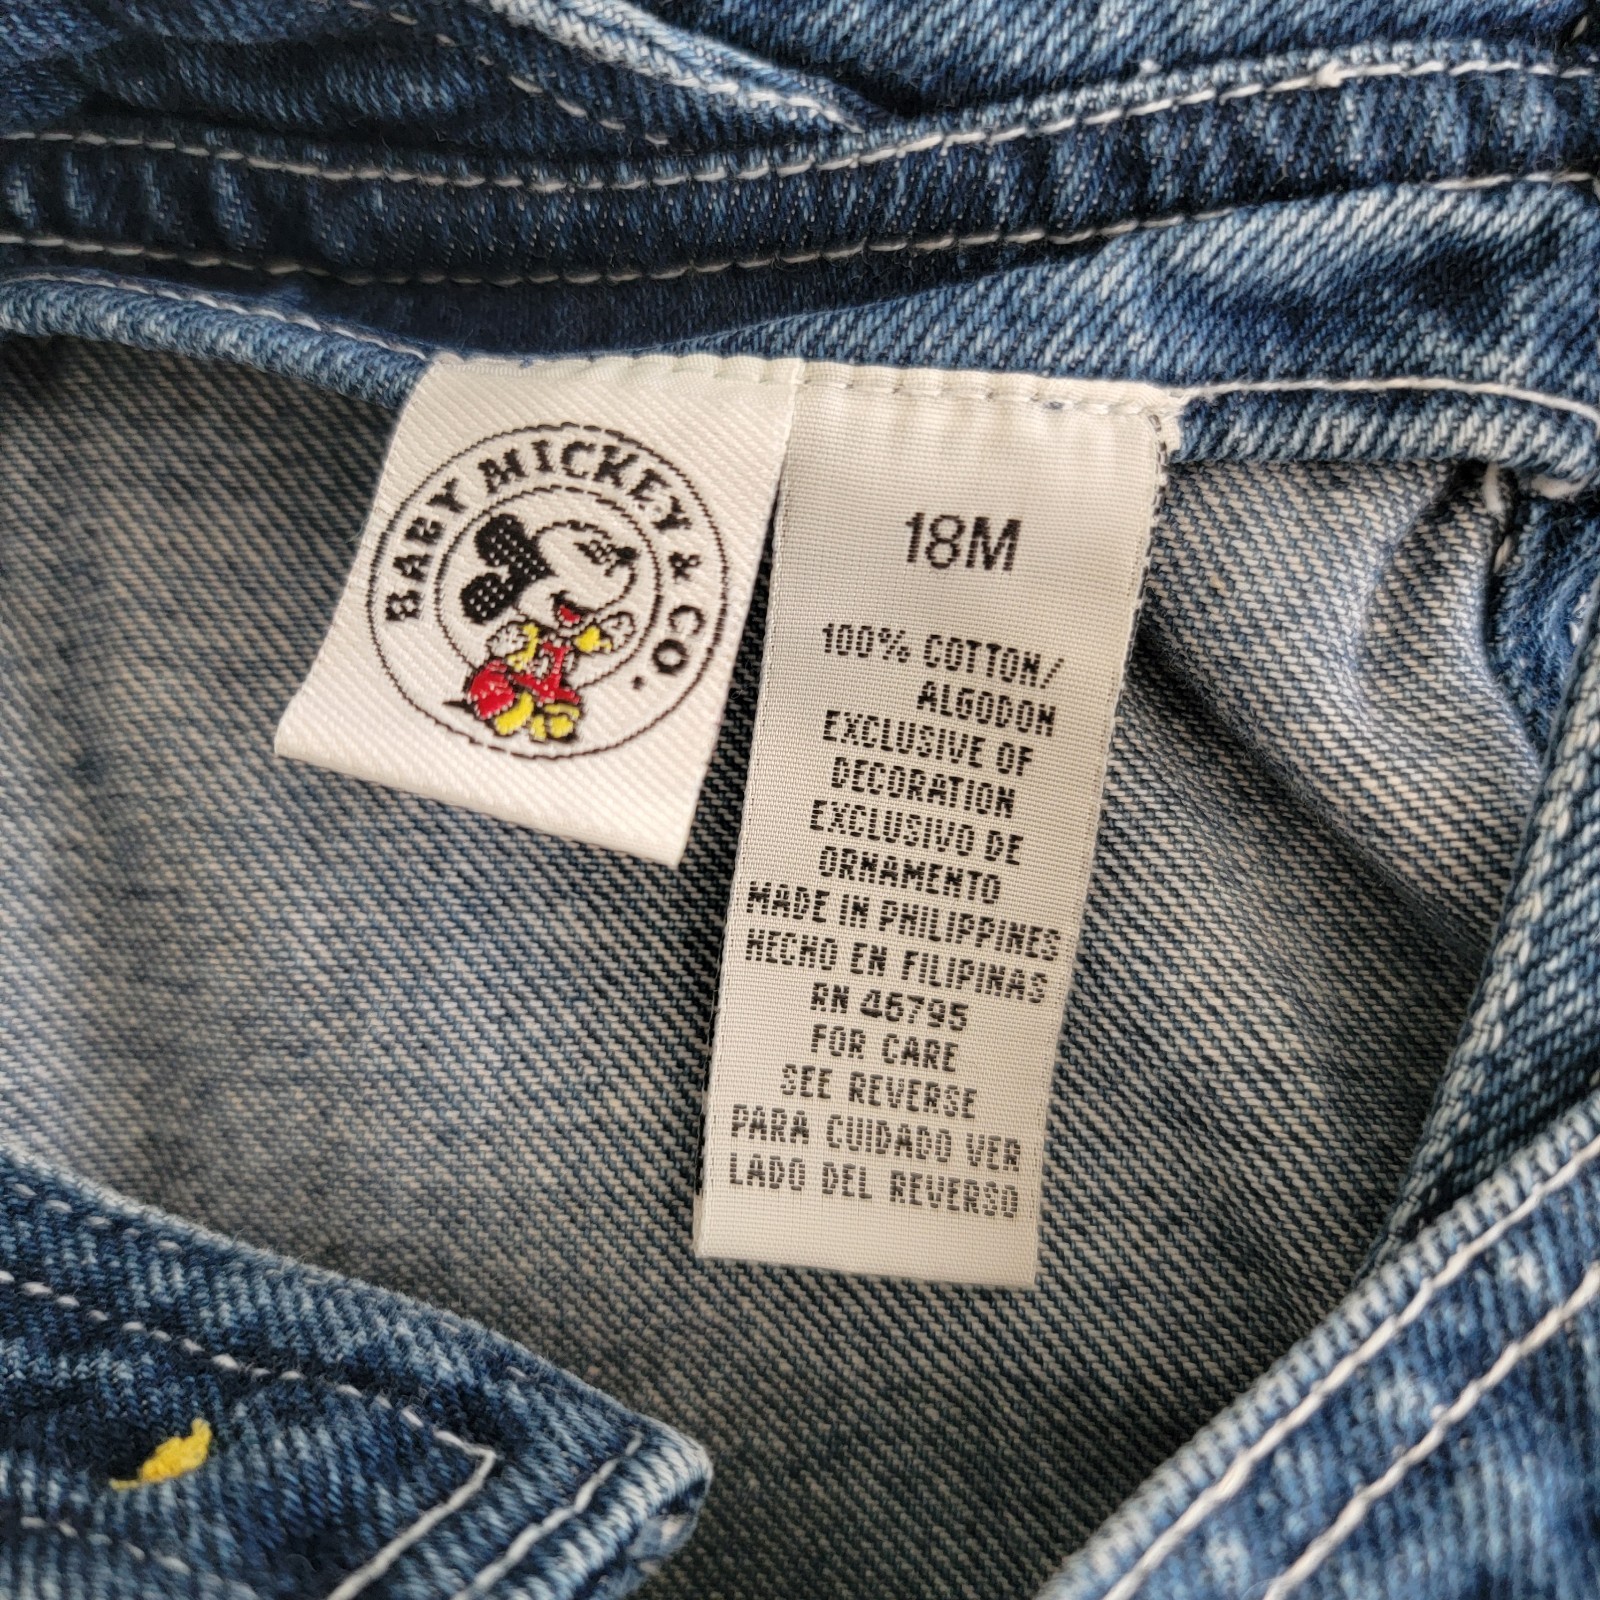 BABY MICKEY & CO.
18M
100% COTTON/
ALGODON
EXCLUSIVE OF
DECORATION
EXCLUSIVO DE
ORNAMENTO
MADE IN PHILIPPINES
HECHO EN FILIPINAS
RN 46795
FOR CARE
SEE REVERSE
PARA CUIDADO VER
LADO DEL REVERSO